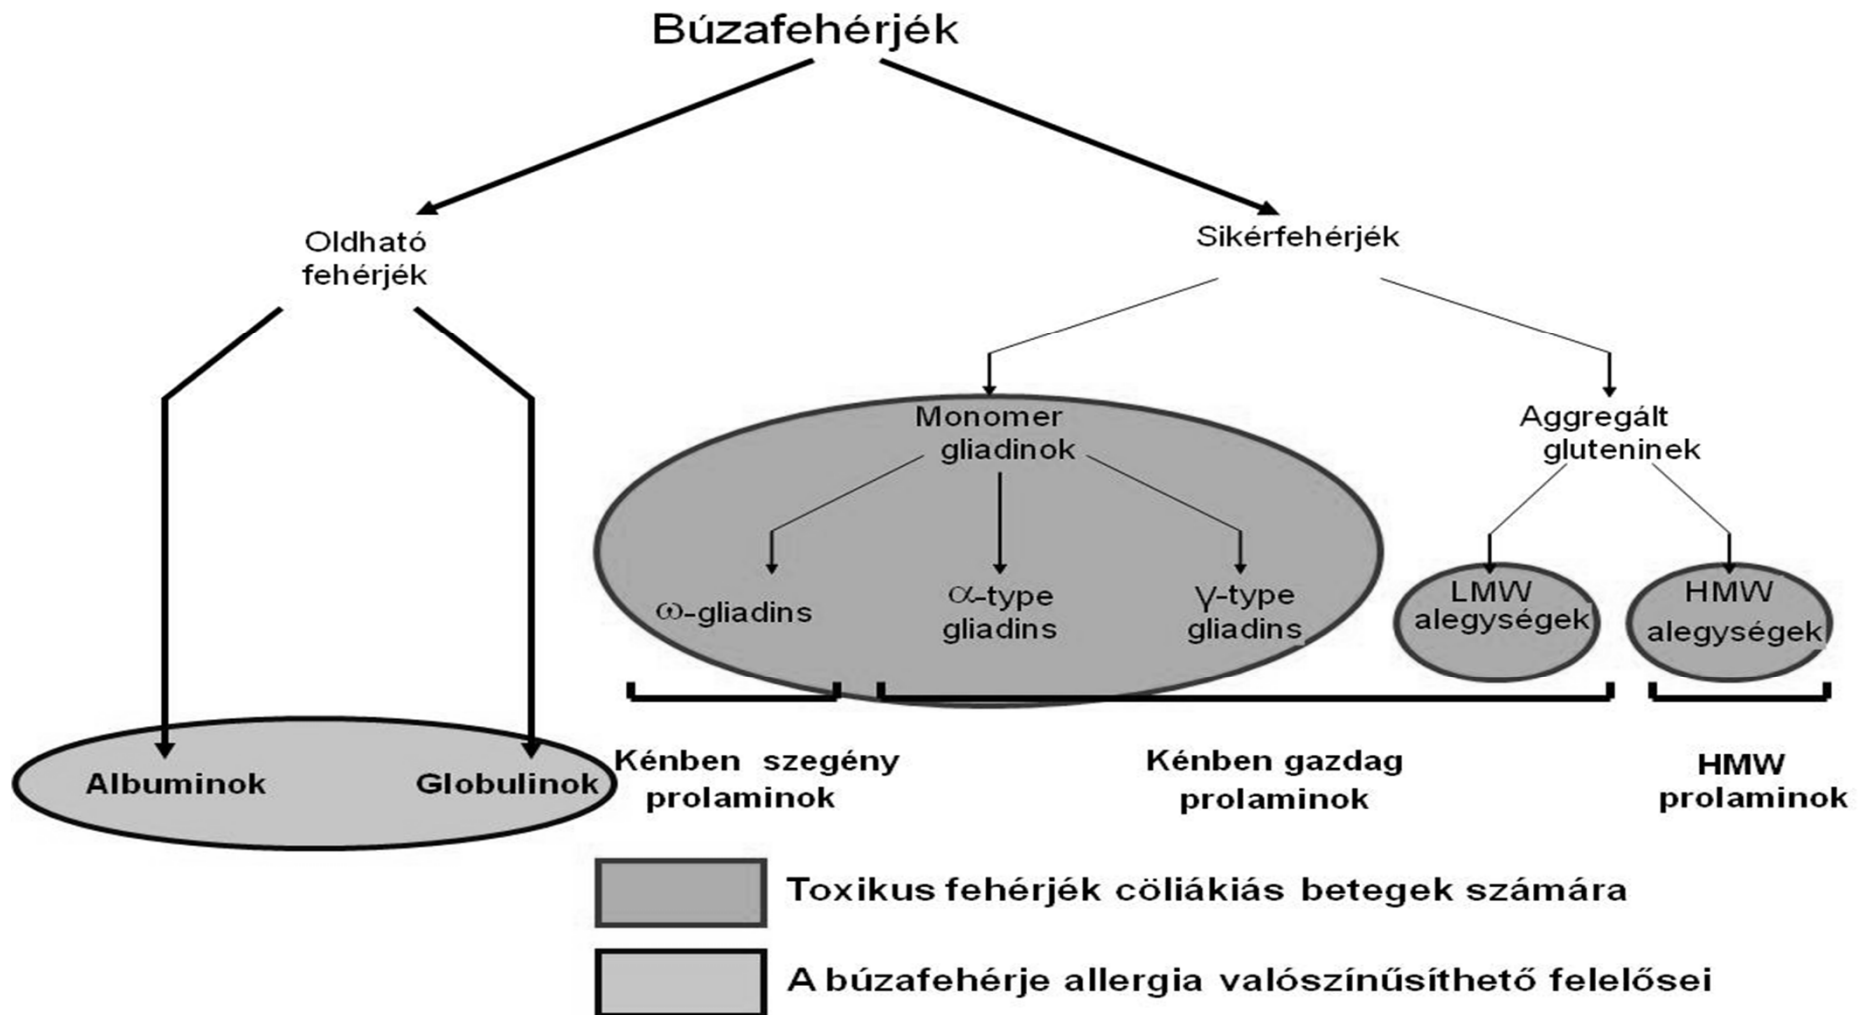 Búzafehérjék
Oldható
fehérjék
Sikérfehérjék
Monomer
gliadinok
Aggregált
gluteninek
ω-gliadins
α-type
gliadins
γ-type
gliadins
LMW
alegységek
HMW
alegységek
Albuminok
Globulinok
Kénben szegény
prolaminok
Kénben gazdag
prolaminok
HMW
prolaminok
Toxikus fehérjék cöliákiás betegek számára
A búzafehérje allergia valószínűsíthető felelősei